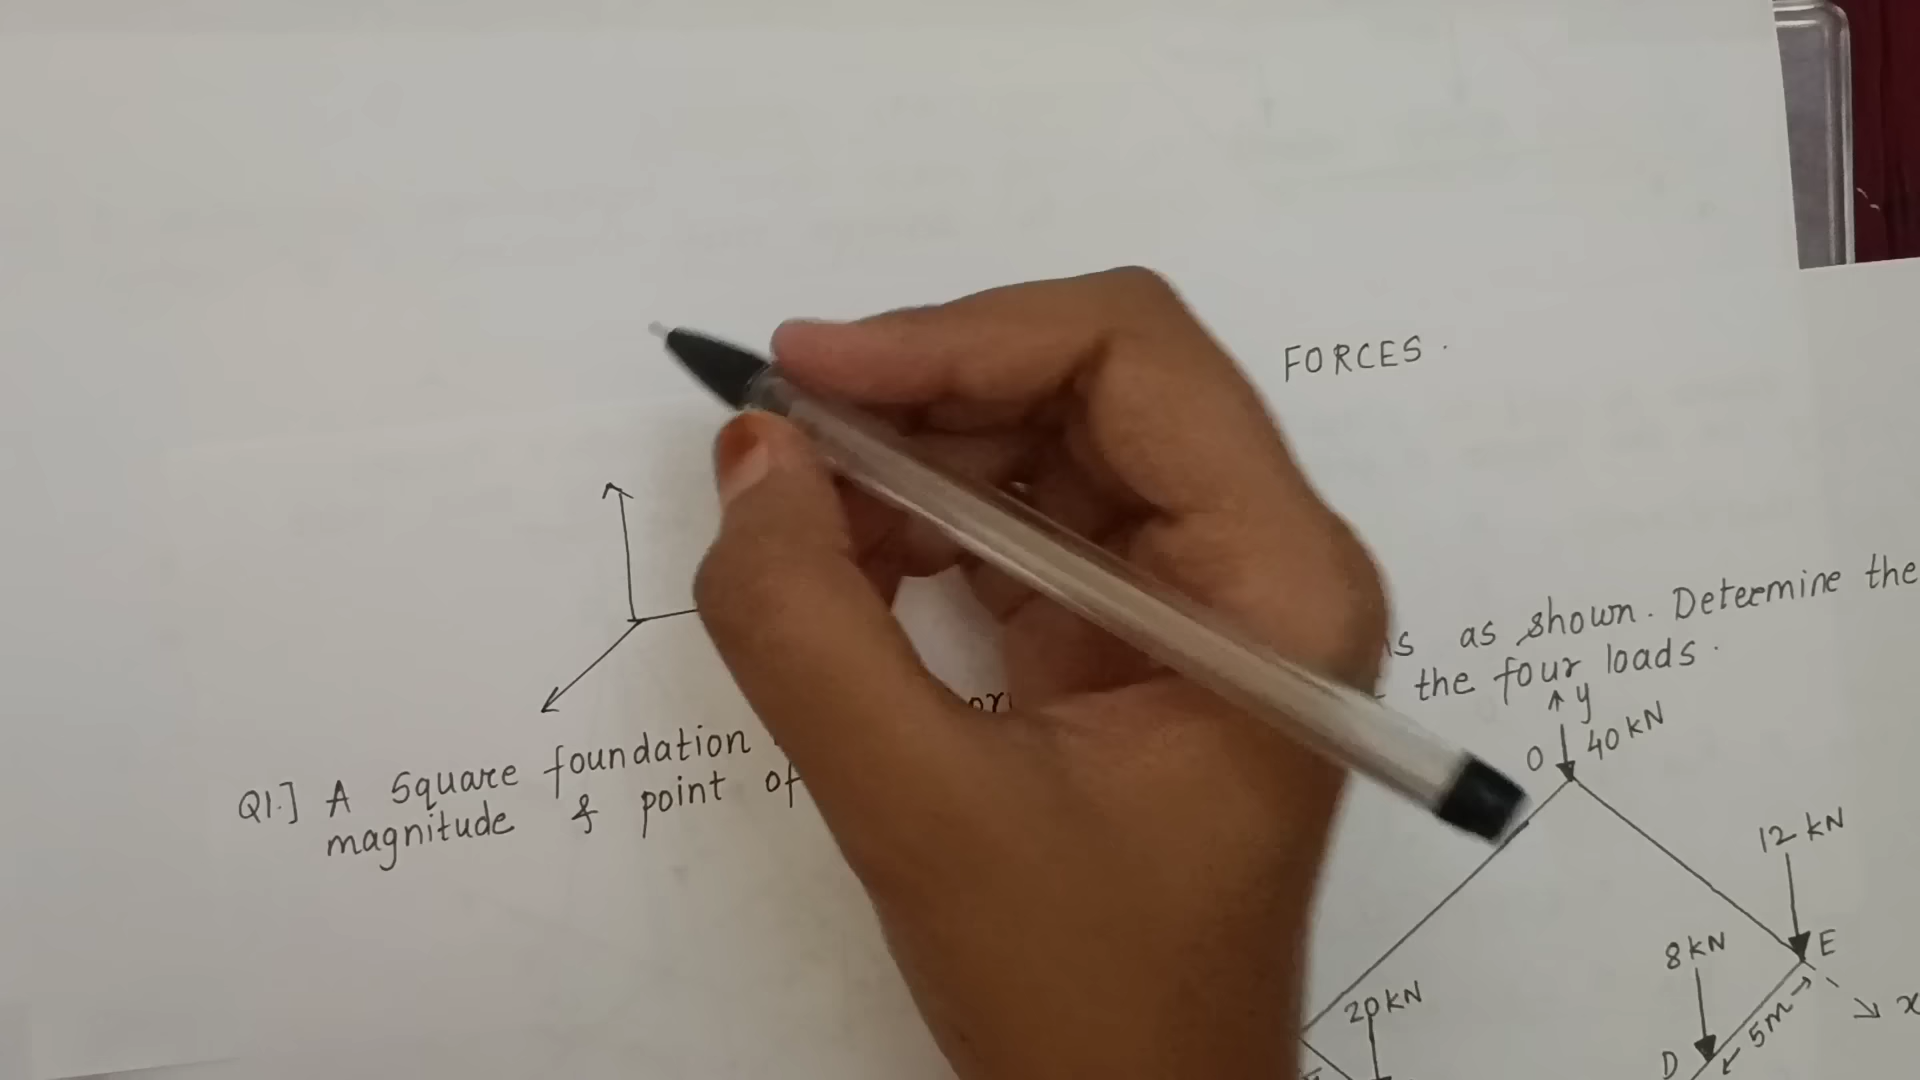 FORCES.
Q1.] A Square foundation as shown. Determine the
magnitude & point of the four loads.
y
O 40 kN
12 kN
E
8 kN
20 kN
x
5m
D